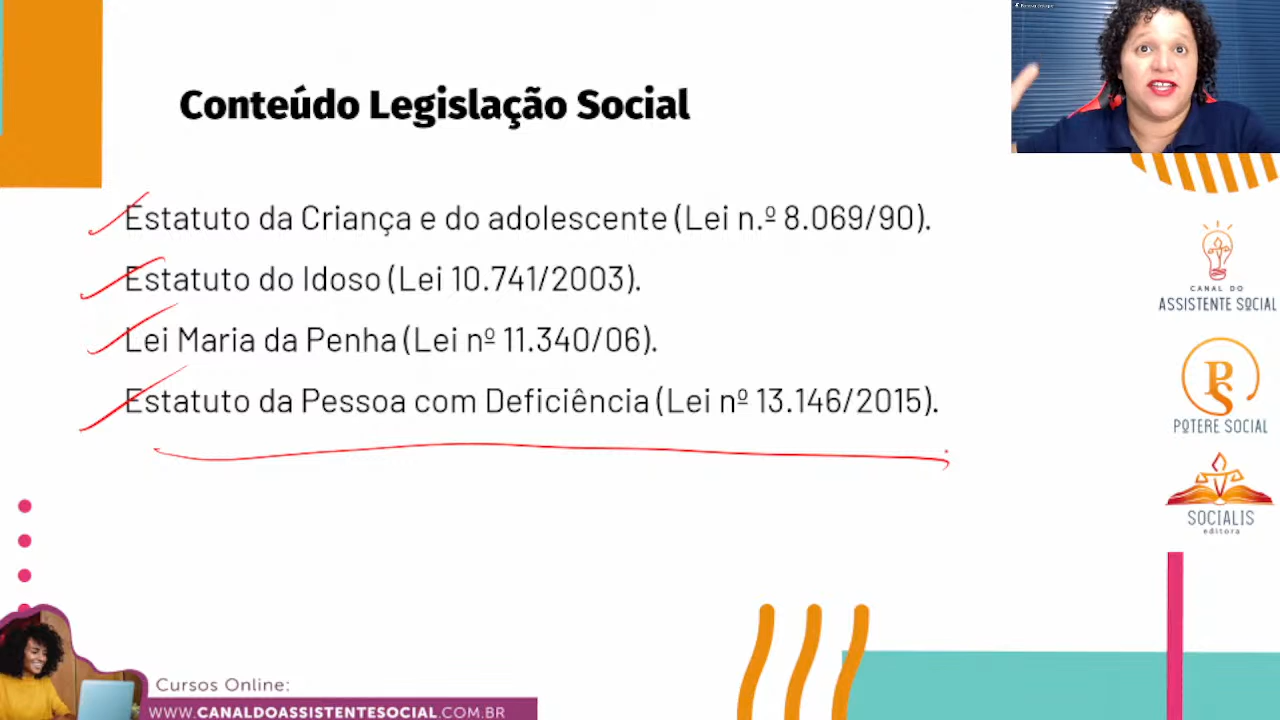 Conteúdo Legislação Social
Estatuto da Criança e do adolescente (Lei n.º 8.069/90).
Estatuto do Idoso (Lei 10.741/2003).
Lei Maria da Penha (Lei nº 11.340/06).
Estatuto da Pessoa com Deficiência (Lei nº 13.146/2015).
CANAL DO
ASSISTENTE SOCIAL
PS
POTERE SOCIAL
SOCIALIS
editora
Cursos Online:
WWW.CANALDOASSISTENTESOCIAL.COM.BR